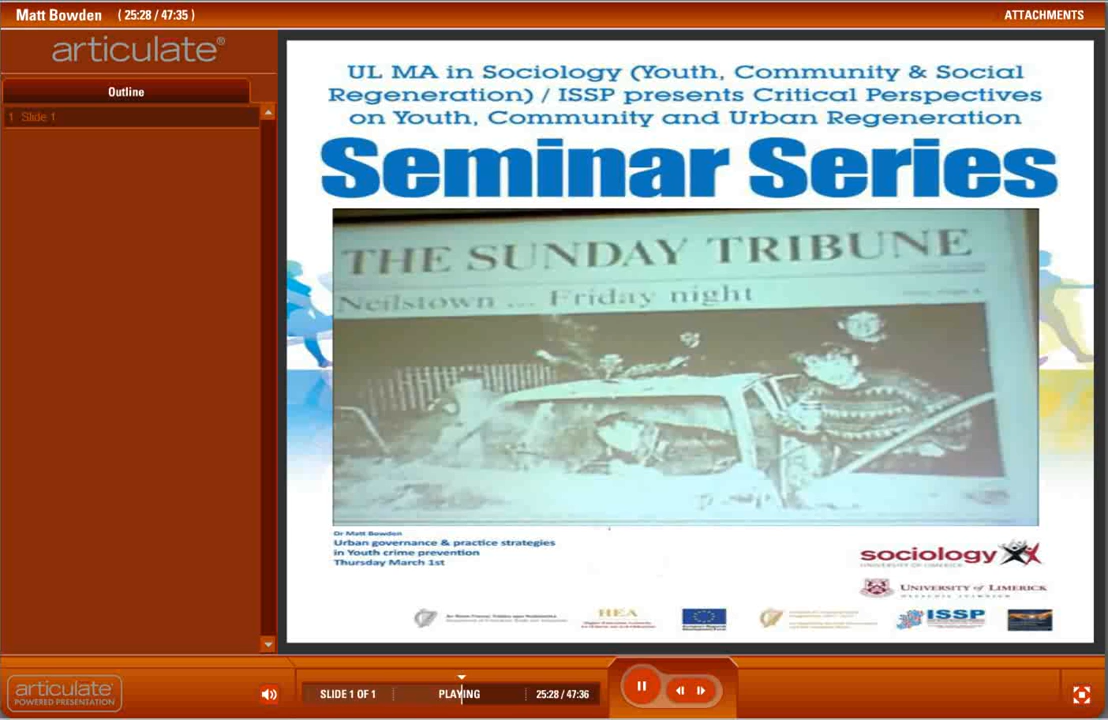 Matt Bowden ( 25:28 / 47:35 )
ATTACHMENTS
articulate®
Outline
1 Slide 1
UL MA in Sociology (Youth, Community & Social
Regeneration) / ISSP presents Critical Perspectives
on Youth, Community and Urban Regeneration
Seminar Series
THE SUNDAY TRIBUNE
Neilstown ... Friday night
Dr Matt Bowden
Urban governance & practice strategies
in Youth crime prevention
Thursday March 1st
sociology
UNIVERSITY OF LIMERICK
UNIVERSITY of LIMERICK
HEA
ISSP
articulate
POWERED PRESENTATION
SLIDE 1 OF 1
PLAYING
25:28 / 47:36